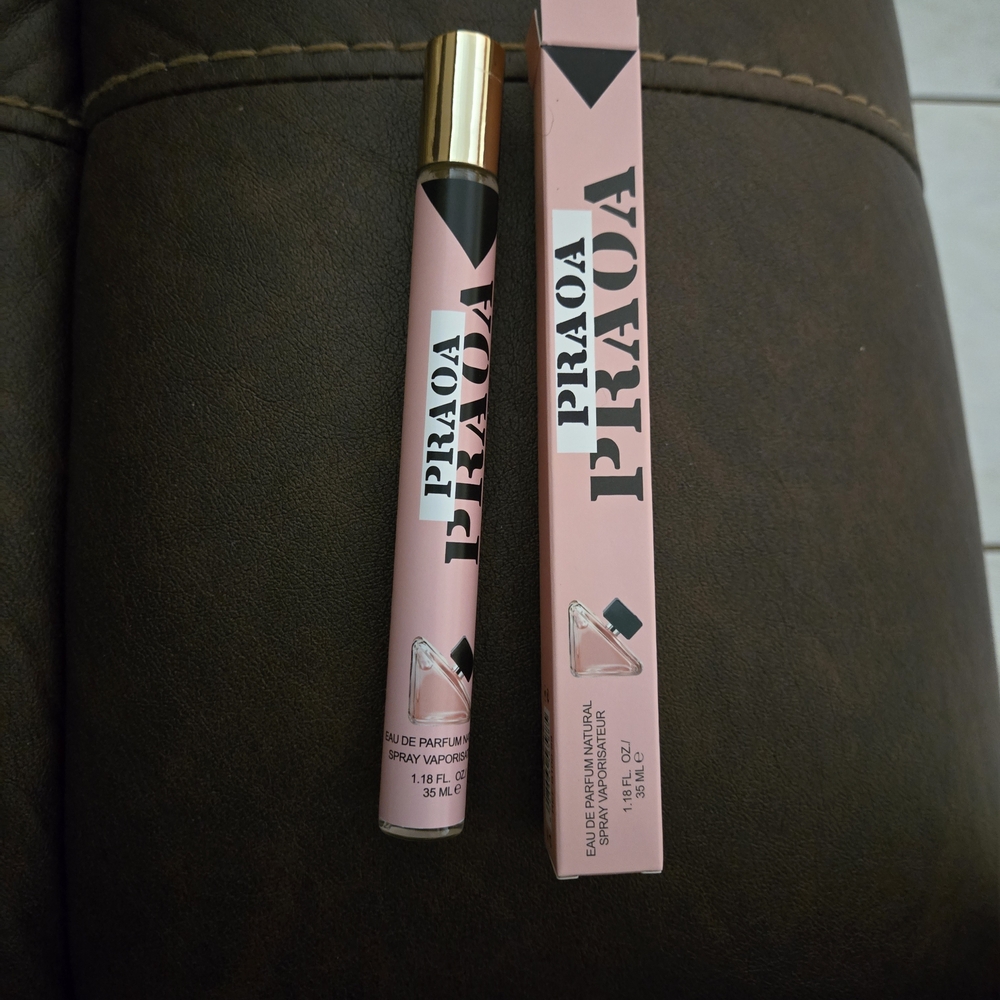 PRAOA
PRAOA
EAU DE PARFUM NA
SPRAY VAPORISA
1.18 FL. OZ/
35 ML ℮
PRAOA
PRAOA
EAU DE PARFUM NATURAL
SPRAY VAPORISATEUR
1.18 FL. OZ./
35 ML ℮